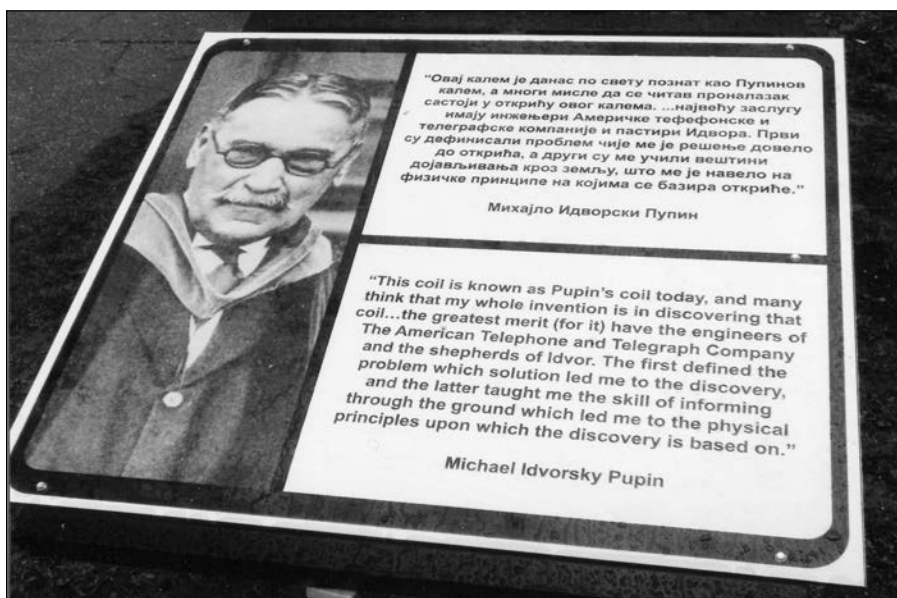 “Овај калем је данас по свету познат као Пупинов
калем, а многи мисле да се читав проналазак
састоји у открићу овог калема. ...највећу заслугу
имају инжењери Америчке тефефонске и
телеграфске компаније и пастири Идвора. Први
су дефинисали проблем чије ме је решење довело
до открића, а други су ме учили вештини
дојављивања кроз земљу, што ме је навело на
физичке принципе на којима се базира откриће.”
Михајло Идворски Пупин
“This coil is known as Pupin’s coil today, and many
think that my whole invention is in discovering that
coil...the greatest merit (for it) have the engineers of
The American Telephone and Telegraph Company
and the shepherds of Idvor. The first defined the
problem which solution led me to the discovery,
and the latter taught me the skill of informing
through the ground which led me to the physical
principles upon which the discovery is based on.”
Michael Idvorsky Pupin